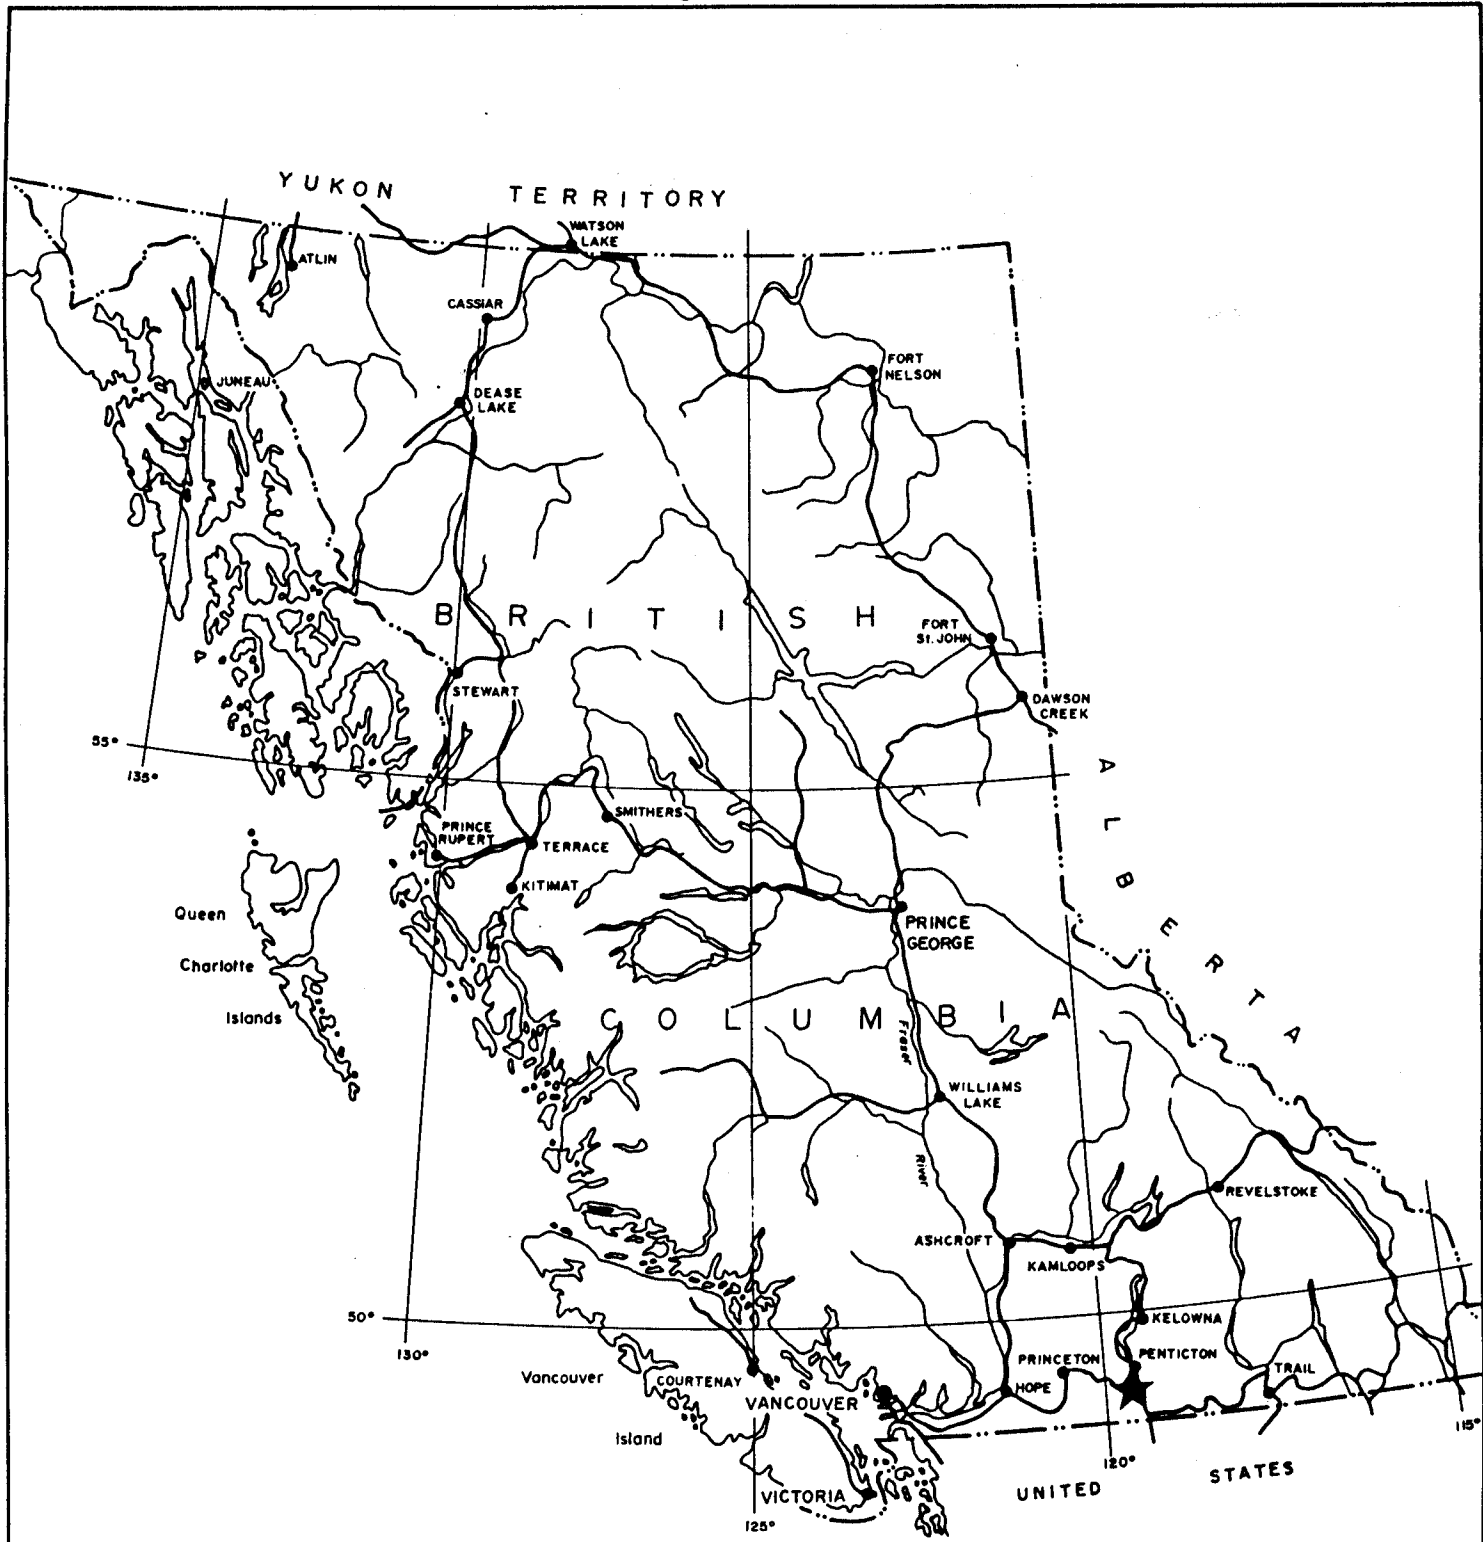 YUKON TERRITORY
WATSON
LAKE
ATLIN
CASSIAR
JUNEAU
DEASE
LAKE
FORT
NELSON
BRITISH
FORT
St. JOHN
STEWART
DAWSON
CREEK
55°
135°
ALBERTA
PRINCE
RUPERT
SMITHERS
TERRACE
KITIMAT
Queen
Charlotte
Islands
PRINCE
GEORGE
COLUMBIA
Fraser
River
WILLIAMS
LAKE
REVELSTOKE
ASHCROFT
KAMLOOPS
50°
130°
KELOWNA
PENTICTON
PRINCETON
TRAIL
HOPE
Vancouver
Island
COURTENAY
VANCOUVER
VICTORIA
125°
120°
115°
UNITED STATES